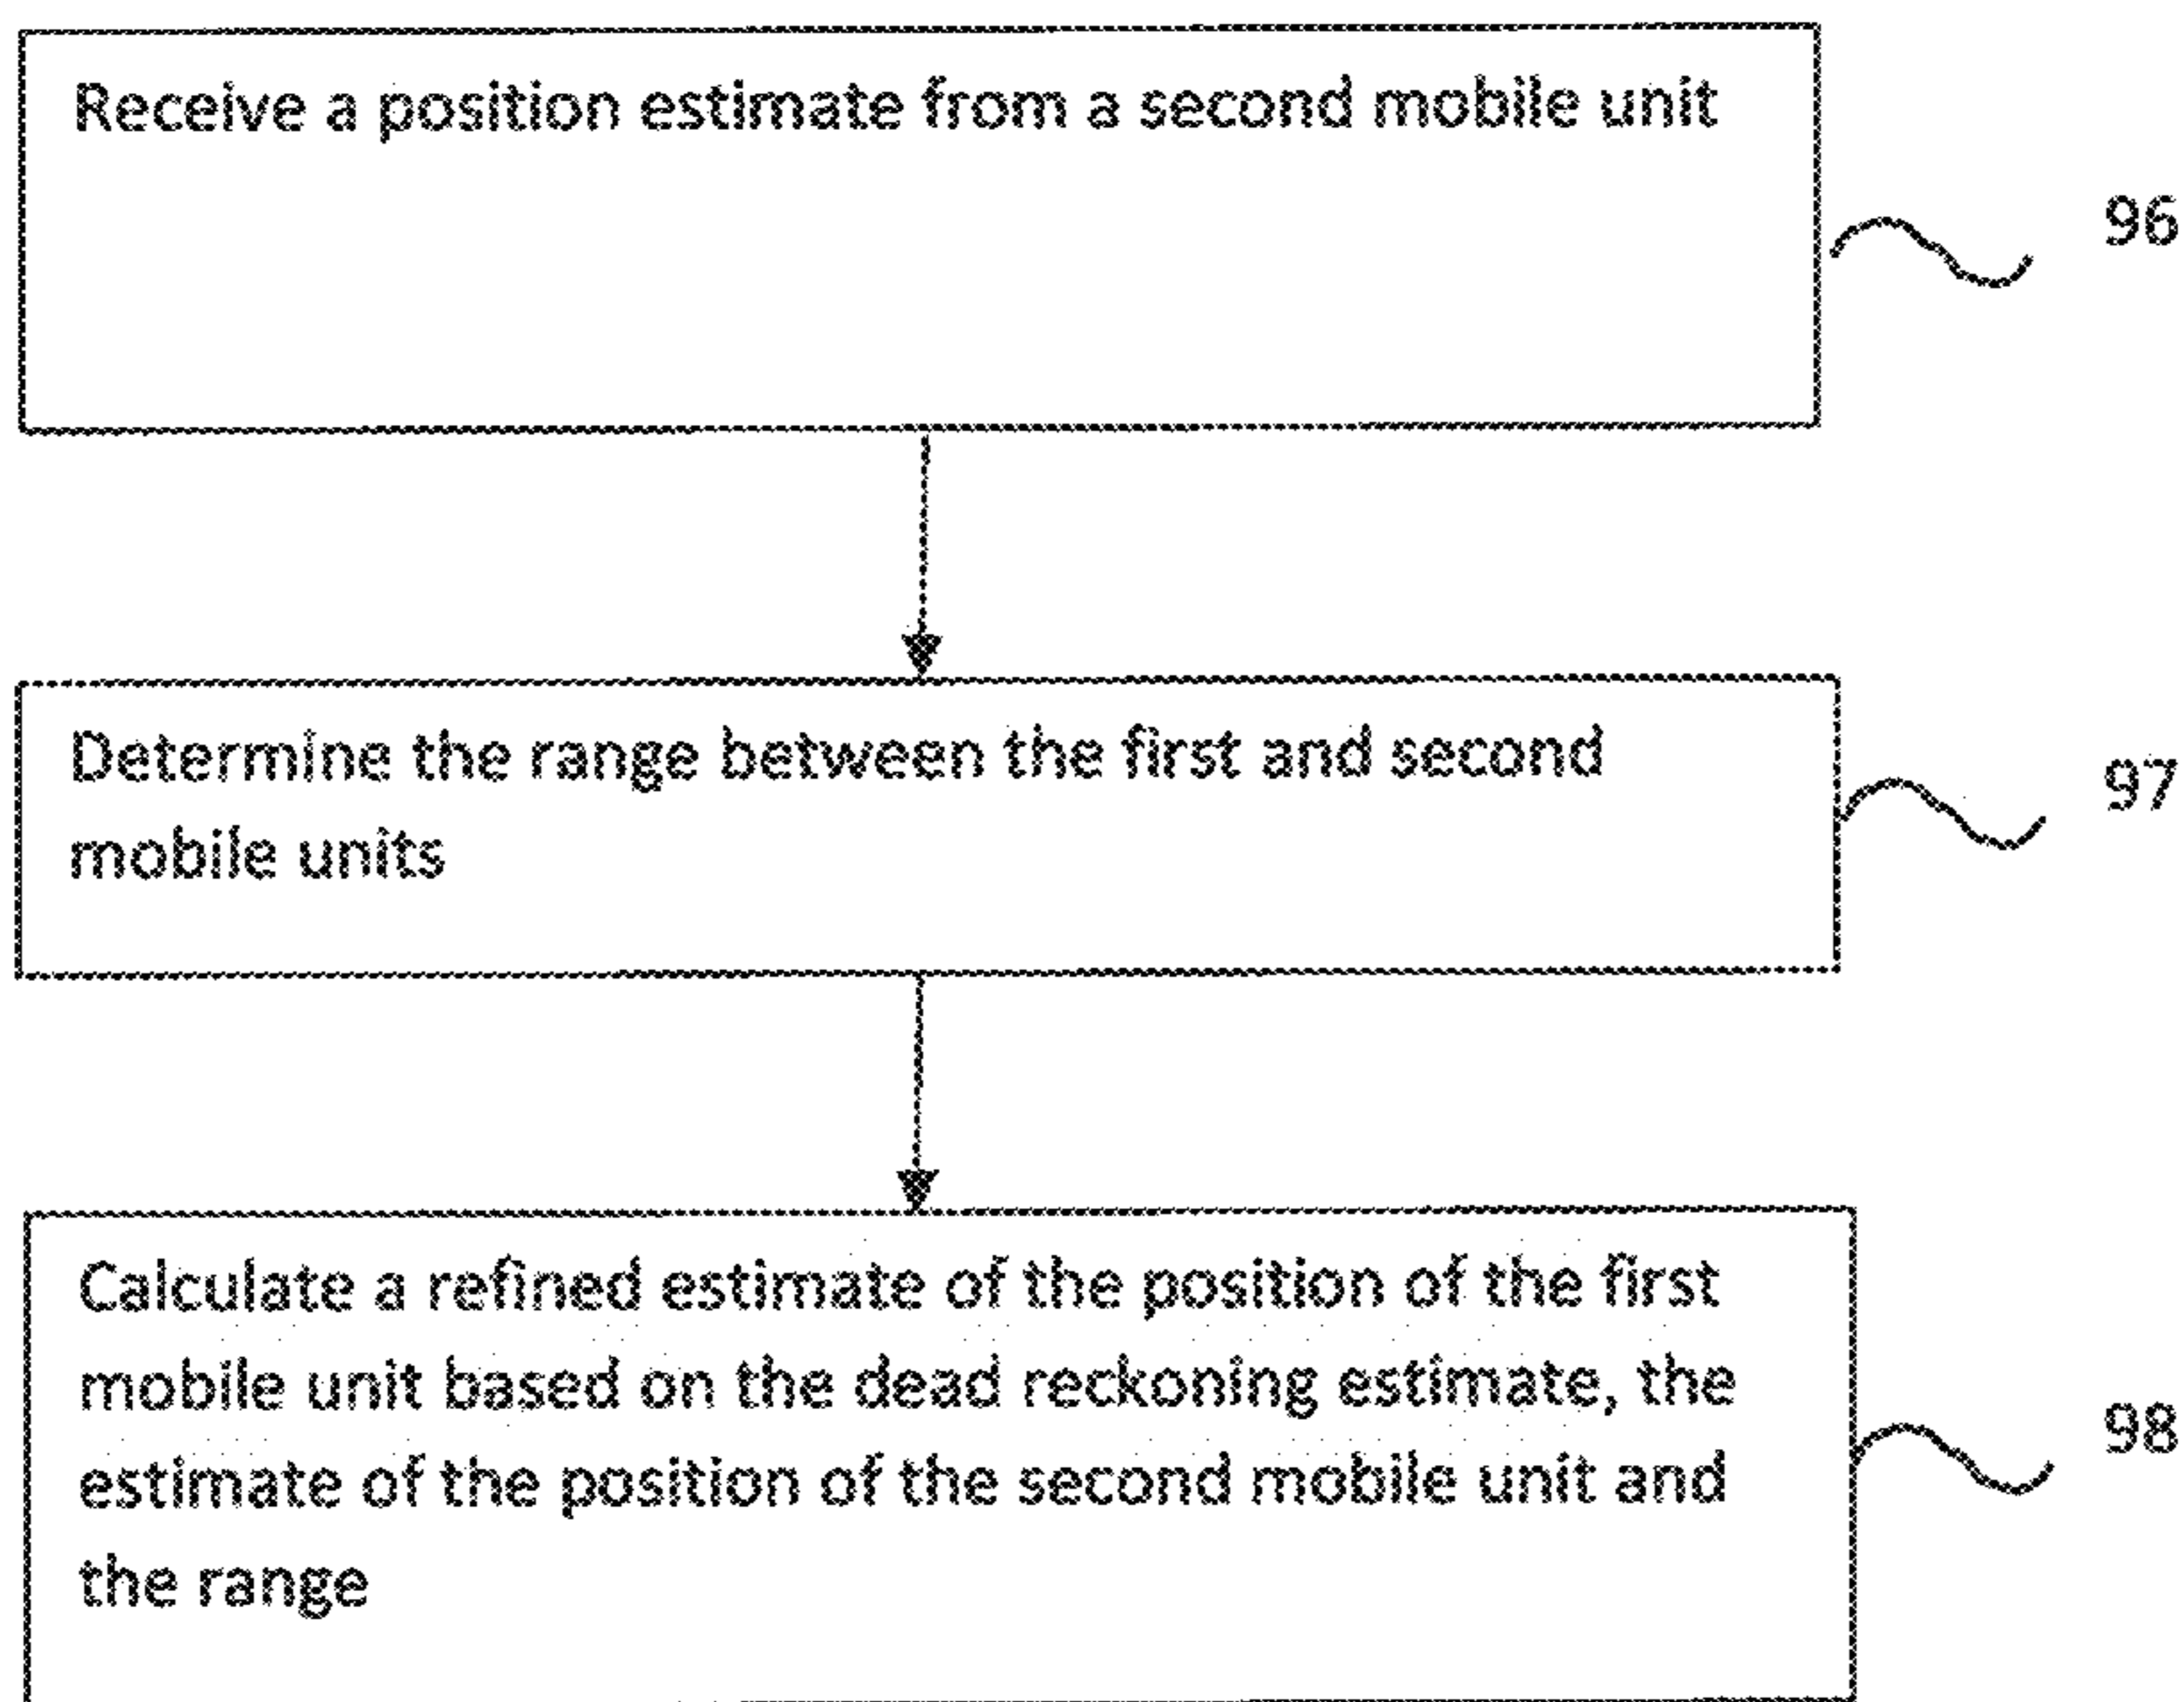 Receive a position estimate from a second mobile unit
96
Determine the range between the first and second
mobile units
97
Calculate a refined estimate of the position of the first
mobile unit based on the dead reckoning estimate, the
estimate of the position of the second mobile unit and
the range
98